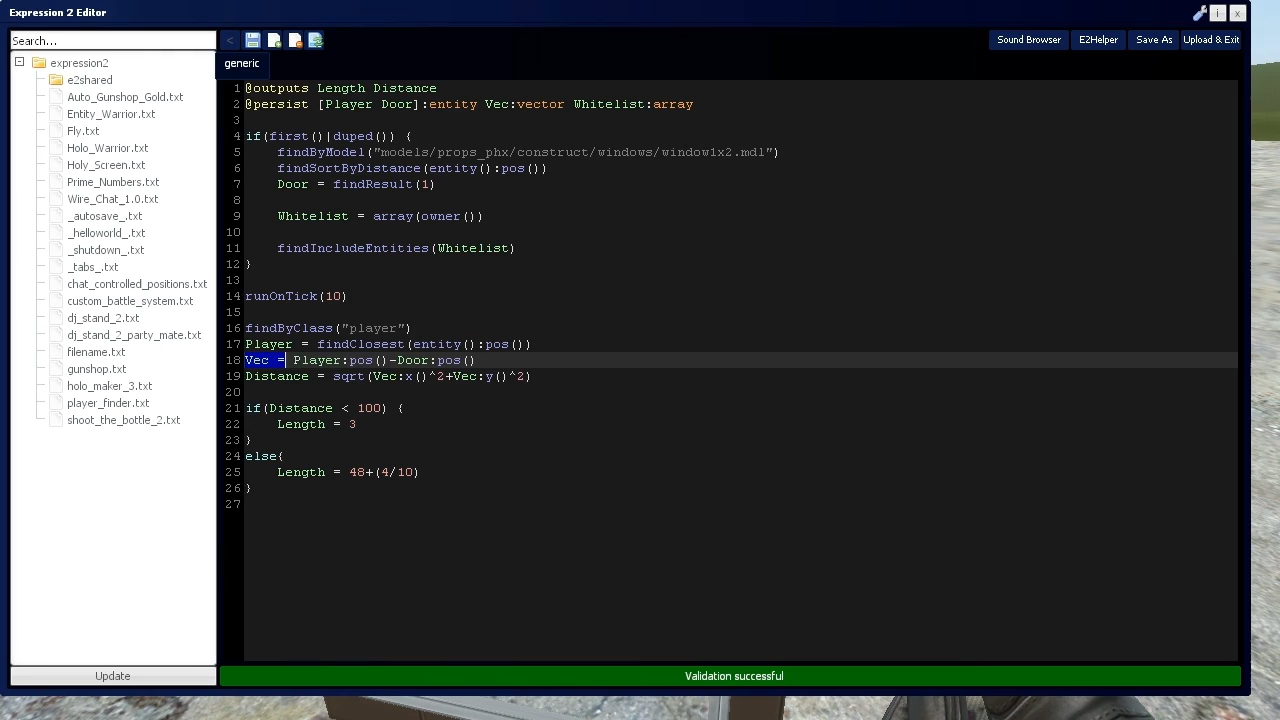 Expression 2 Editor
i
x
Search...
<
Sound Browser
E2Helper
Save As
Upload & Exit
generic
expression2
e2shared
Auto_Gunshop_Gold.txt
Entity_Warrior.txt
Fly.txt
Holo_Warrior.txt
Holy_Screen.txt
Prime_Numbers.txt
Wire_Chat_1.0.txt
_autosave_.txt
_helloworld_.txt
_shutdown_.txt
_tabs_.txt
chat_controlled_positions.txt
custom_battle_system.txt
dj_stand_2.txt
dj_stand_2_party_mate.txt
filename.txt
gunshop.txt
holo_maker_3.txt
player_finder.txt
shoot_the_bottle_2.txt
Update
1 @outputs Length Distance
2 @persist [Player Door]:entity Vec:vector Whitelist:array
3
4 if(first()|duped()) {
5 findByModel("models/props_phx/construct/windows/window1x2.mdl")
6 findSortByDistance(entity():pos())
7 Door = findResult(1)
8
9 Whitelist = array(owner())
10
11 findIncludeEntities(Whitelist)
12 }
13
14 runOnTick(10)
15
16 findByClass("player")
17 Player = findClosest(entity():pos())
18 Vec = Player:pos()-Door:pos()
19 Distance = sqrt(Vec:x()^2+Vec:y()^2)
20
21 if(Distance <
22 Length = 3
23 }
24 else{
25 Length = 48+(4/10)
26 }
27
Validation successful